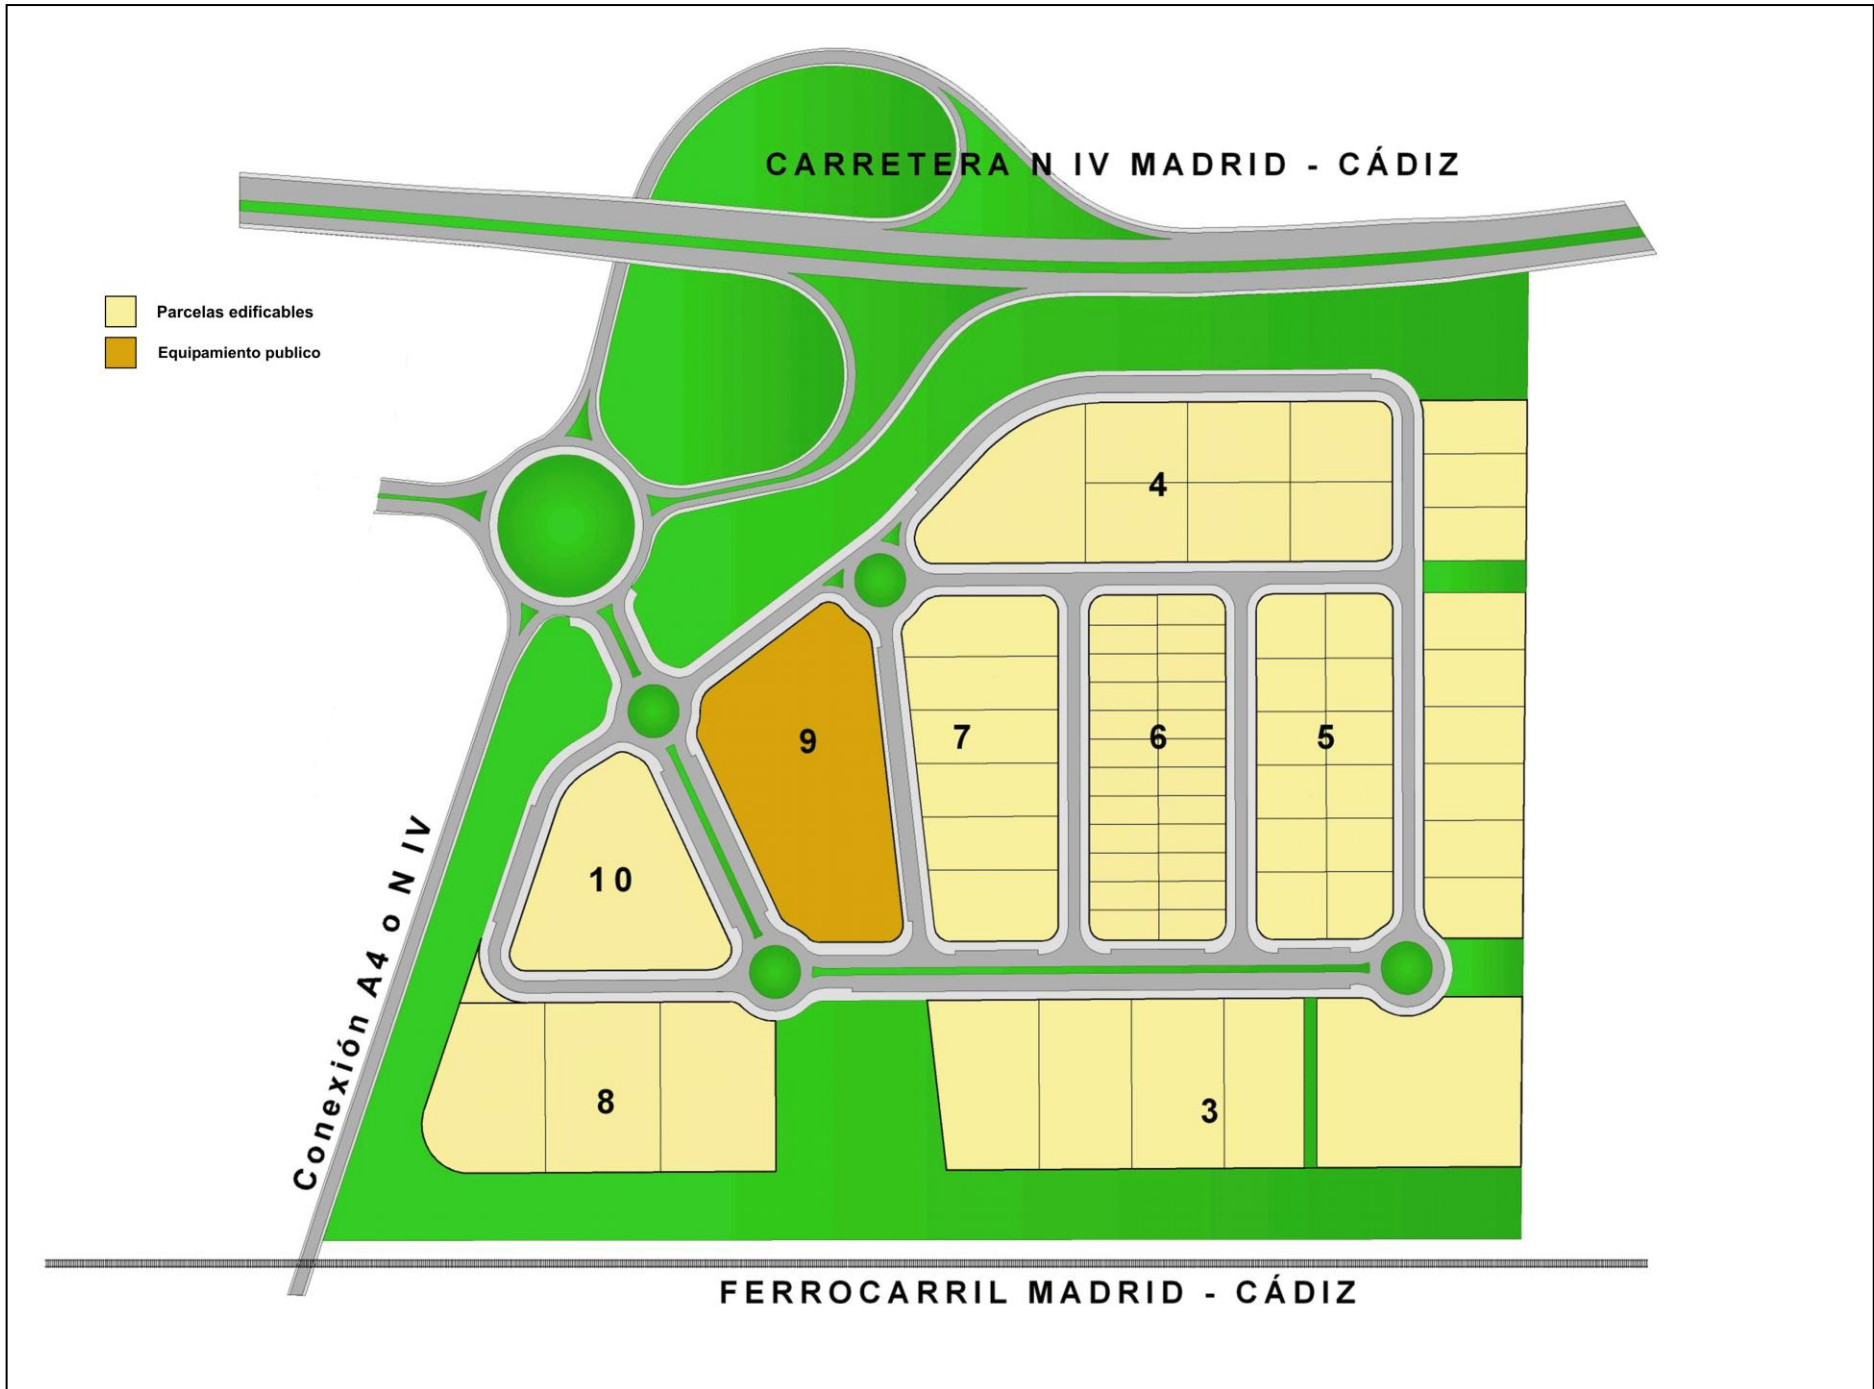 CARRETERA N IV MADRID - CÁDIZ
Parcelas edificables
Equipamiento publico
4
9
7
6
5
10
Conexión A4 o N IV
8
3
FERROCARRIL MADRID - CÁDIZ